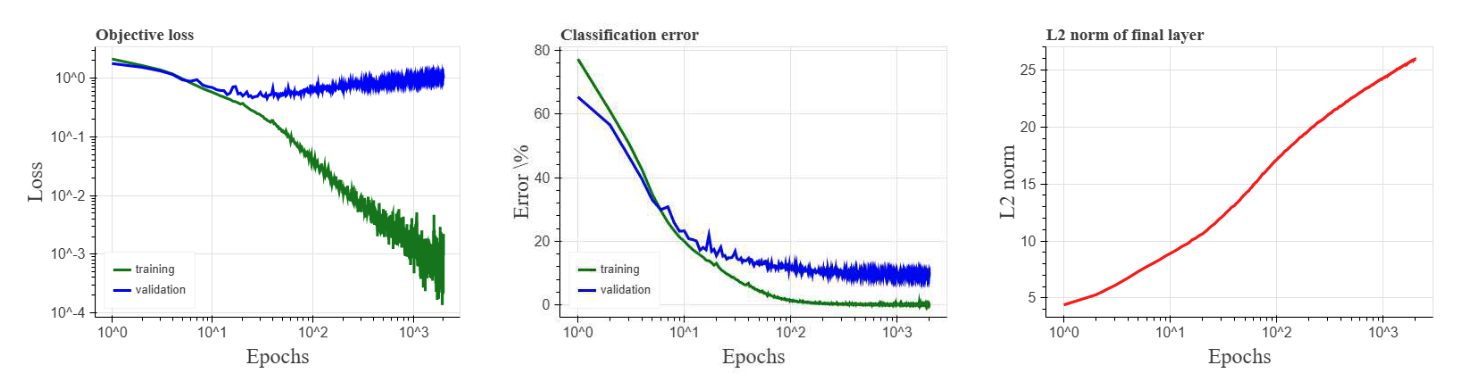 Objective loss
Loss
10^0
10^-1
10^-2
10^-3
10^-4
training
validation
10^0
10^1
10^2
10^3
Epochs
Classification error
Error \%
80
60
40
20
0
training
validation
10^0
10^1
10^2
10^3
Epochs
L2 norm of final layer
L2 norm
25
20
15
10
5
10^0
10^1
10^2
10^3
Epochs